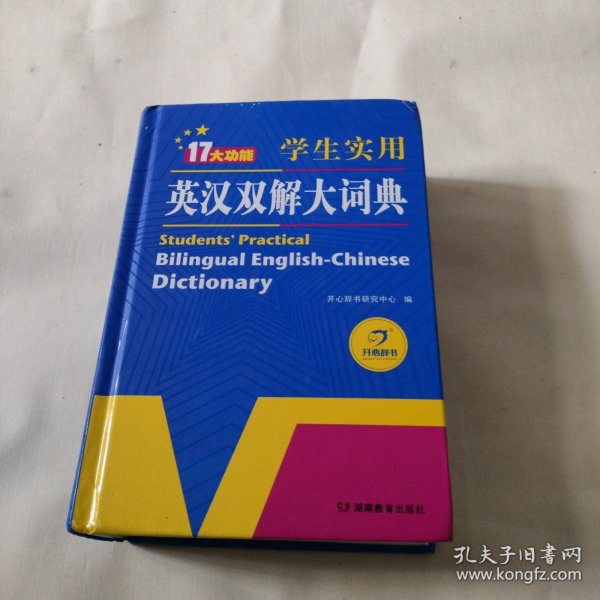 17大功能
学生实用
英汉双解大词典
Students' Practical
Bilingual English-Chinese
Dictionary
开心辞书研究中心 编
开心辞书
湖南教育出版社
孔夫子旧书网
www.kongfz.com